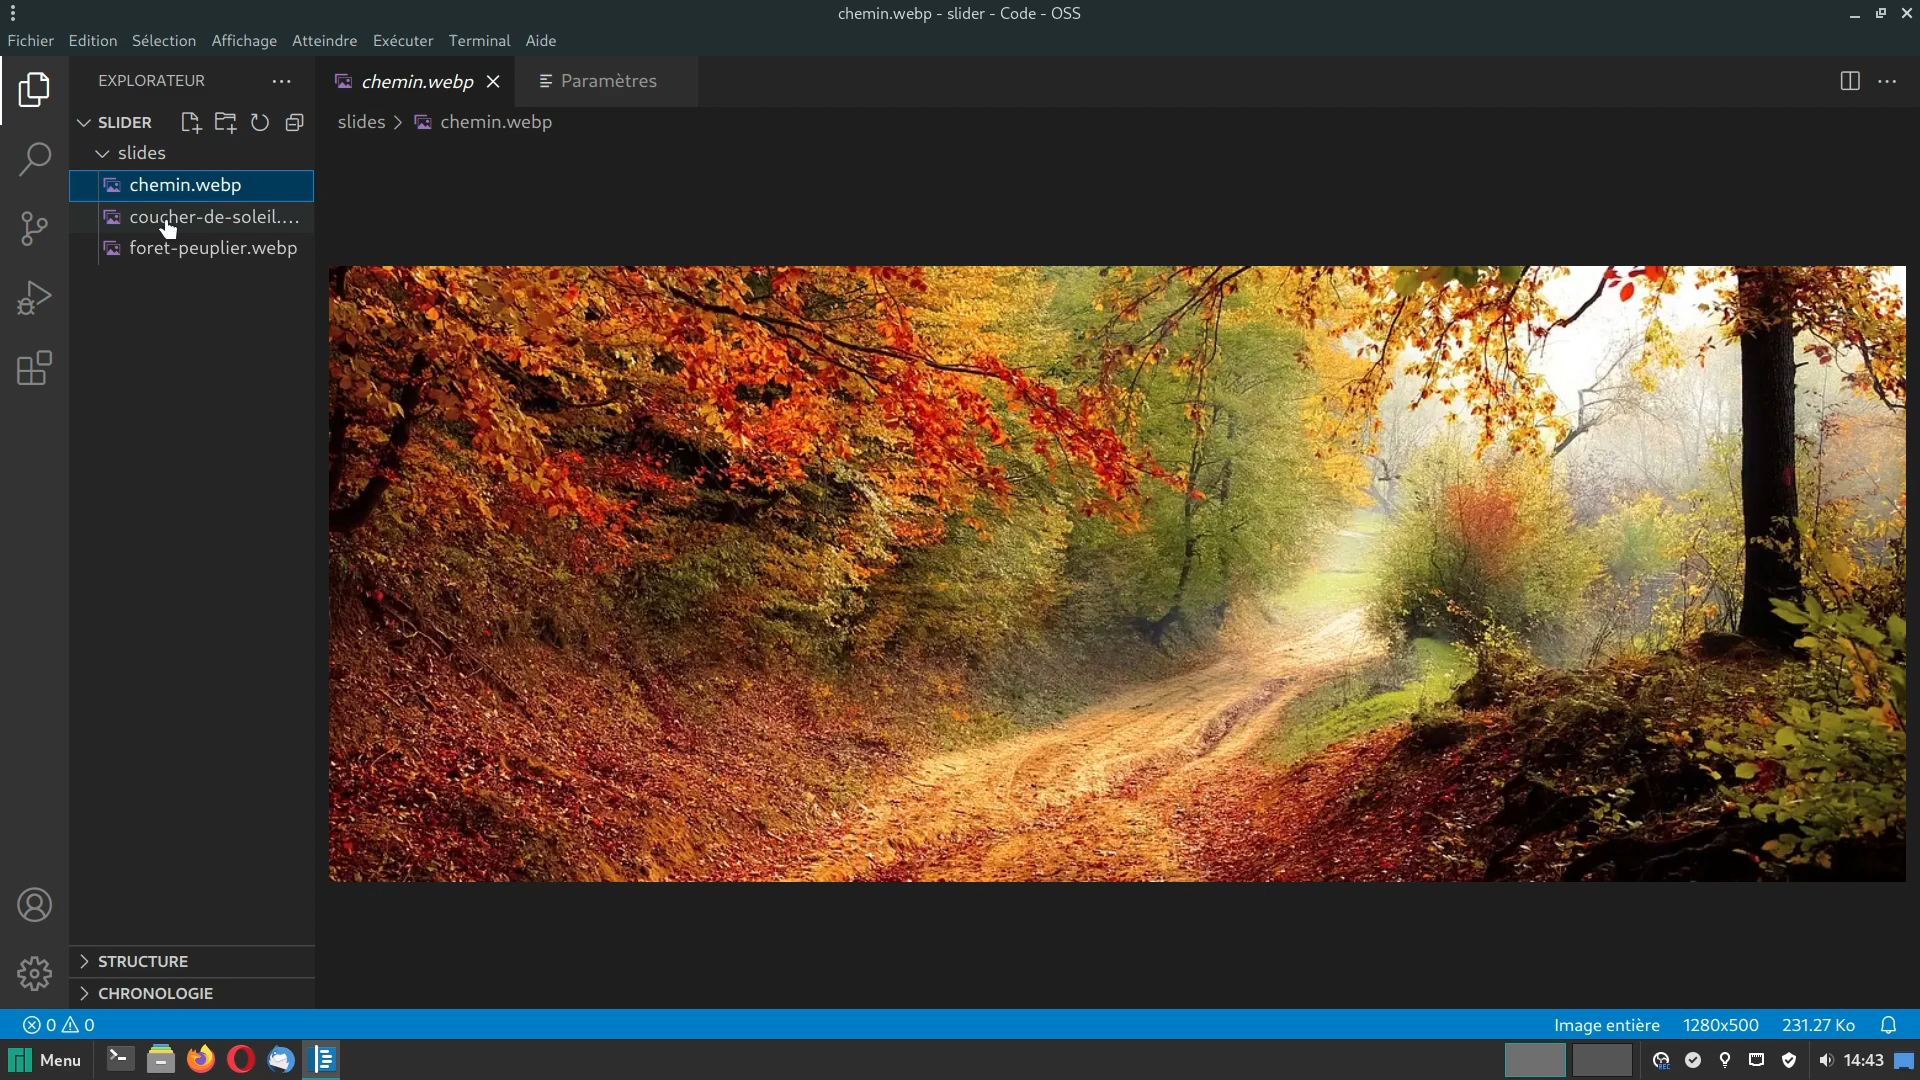 chemin.webp - slider - Code - OSS
Fichier Edition Sélection Affichage Atteindre Exécuter Terminal Aide
EXPLORATEUR
chemin.webp
Paramètres
SLIDER
slides
chemin.webp
coucher-de-soleil....
foret-peuplier.webp
slides > chemin.webp
STRUCTURE
CHRONOLOGIE
0 0
Image entière 1280x500 231.27 Ko
Menu
REC
14:43